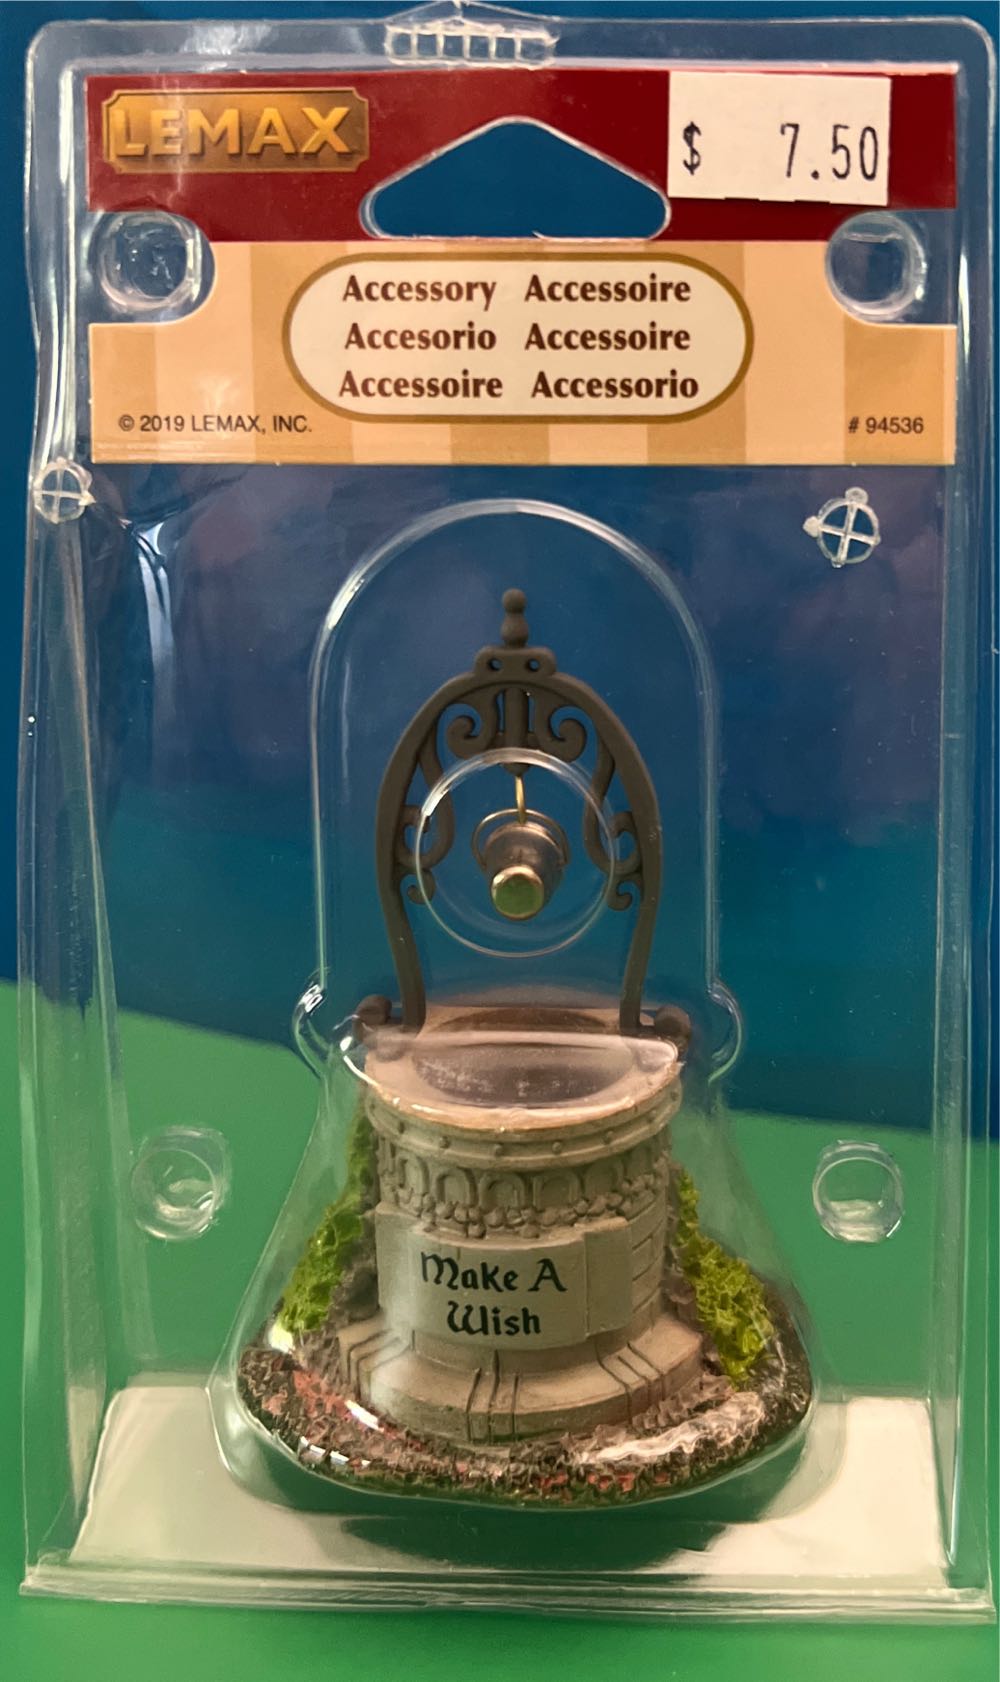 LEMAX
$ 7.50
Accessory Accessoire
Accesorio Accessoire
Accessoire Accessorio
© 2019 LEMAX, INC.
# 94536
Make A
Wish